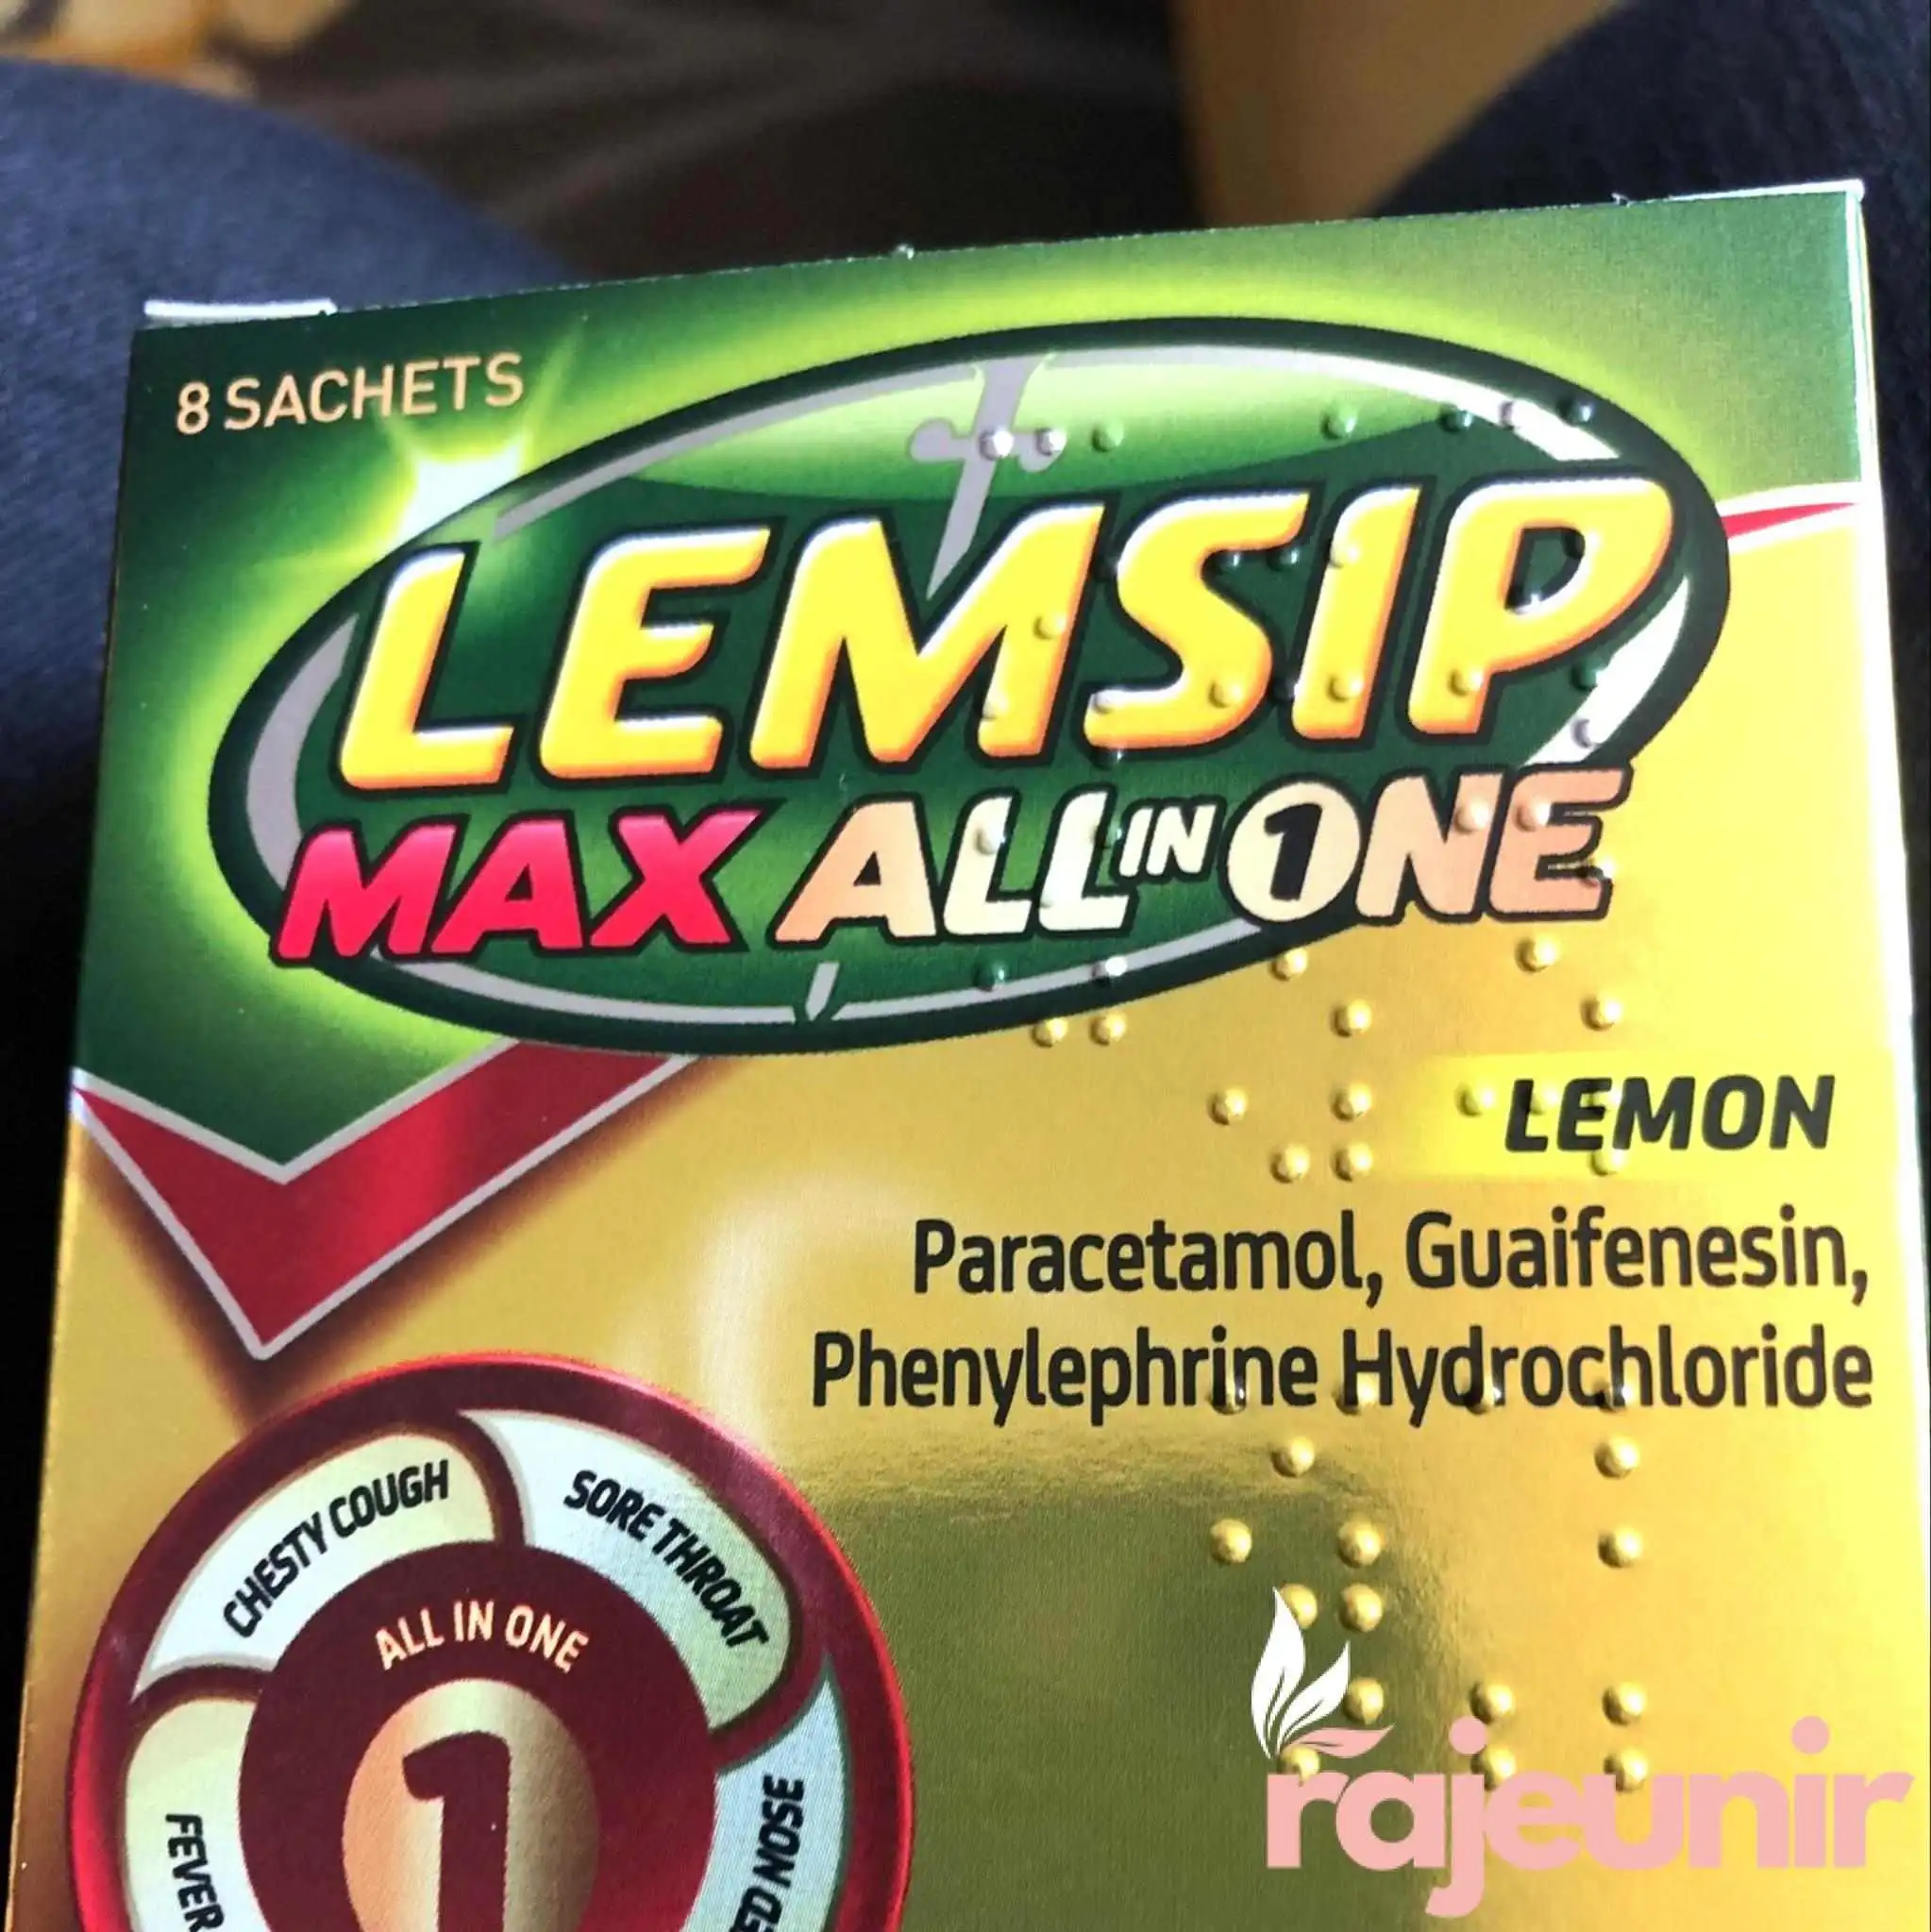 8 SACHETS
LEMSIP
MAX ALL IN 1 ONE
LEMON
Paracetamol, Guaifenesin,
Phenylephrine Hydrochloride
CHESTY COUGH
SORE THROAT
ALL IN ONE
1
FEVER
NOSE
rajeunir